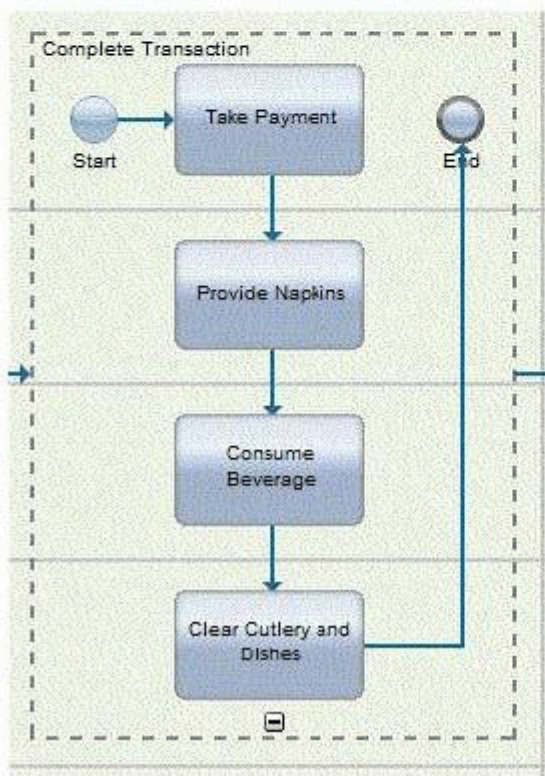 Complete Transaction
Take Payment
Start
End
Provide Napkins
Consume
Beverage
Clear Cutlery and
Dishes